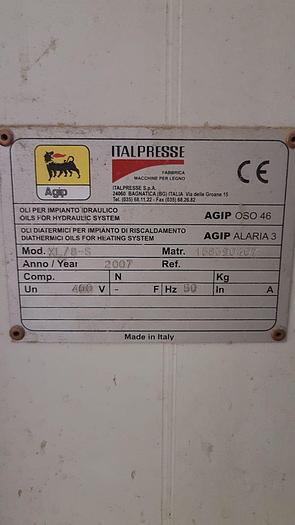 Agip
ITALPRESSE
FABBRICA
MACCHINE PER LEGNO
ITALPRESSE S.p.A.
24060 BAGNATICA (BG) ITALIA Via delle Groane 15
Tel. (035) 68.11.22 - Fax (035) 68.26.82
CE
OLI PER IMPIANTO IDRAULICO
OILS FOR HYDRAULIC SYSTEM
AGIP OSO 46
OLI DIATERMICI PER IMPIANTO DI RISCALDAMENTO
DIATHERMIC OILS FOR HEATING SYSTEM
AGIP ALARIA 3
Mod. XL/8-S Matr.
Anno / Year 2007 Ref.
Comp. N Kg
Un 400 V - F Hz 50 In A
Made in Italy